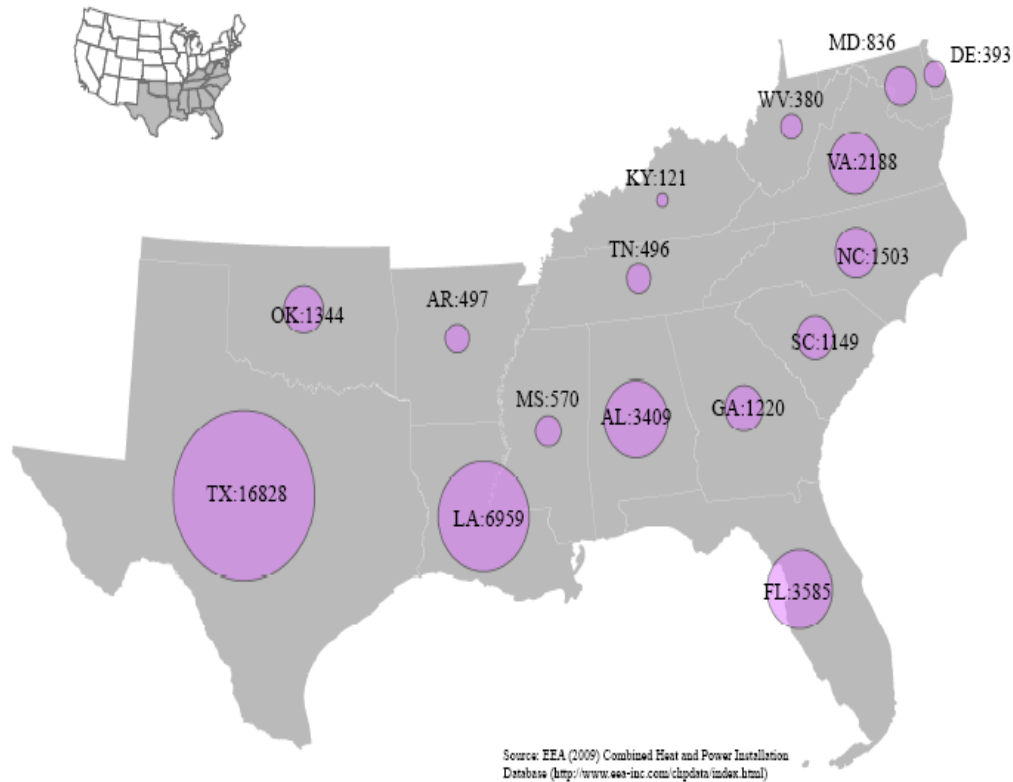 MD:836
DE:393
WV:380
VA:2188
KY:121
TN:496
NC:1503
AR:497
OK:1344
SC:1149
MS:570
AL:3409
GA:1220
TX:16828
LA:6959
FL:3585
Source: EEA (2009) Combined Heat and Power Installation
Database (http://www.eea-inc.com/chpdata/index.html)